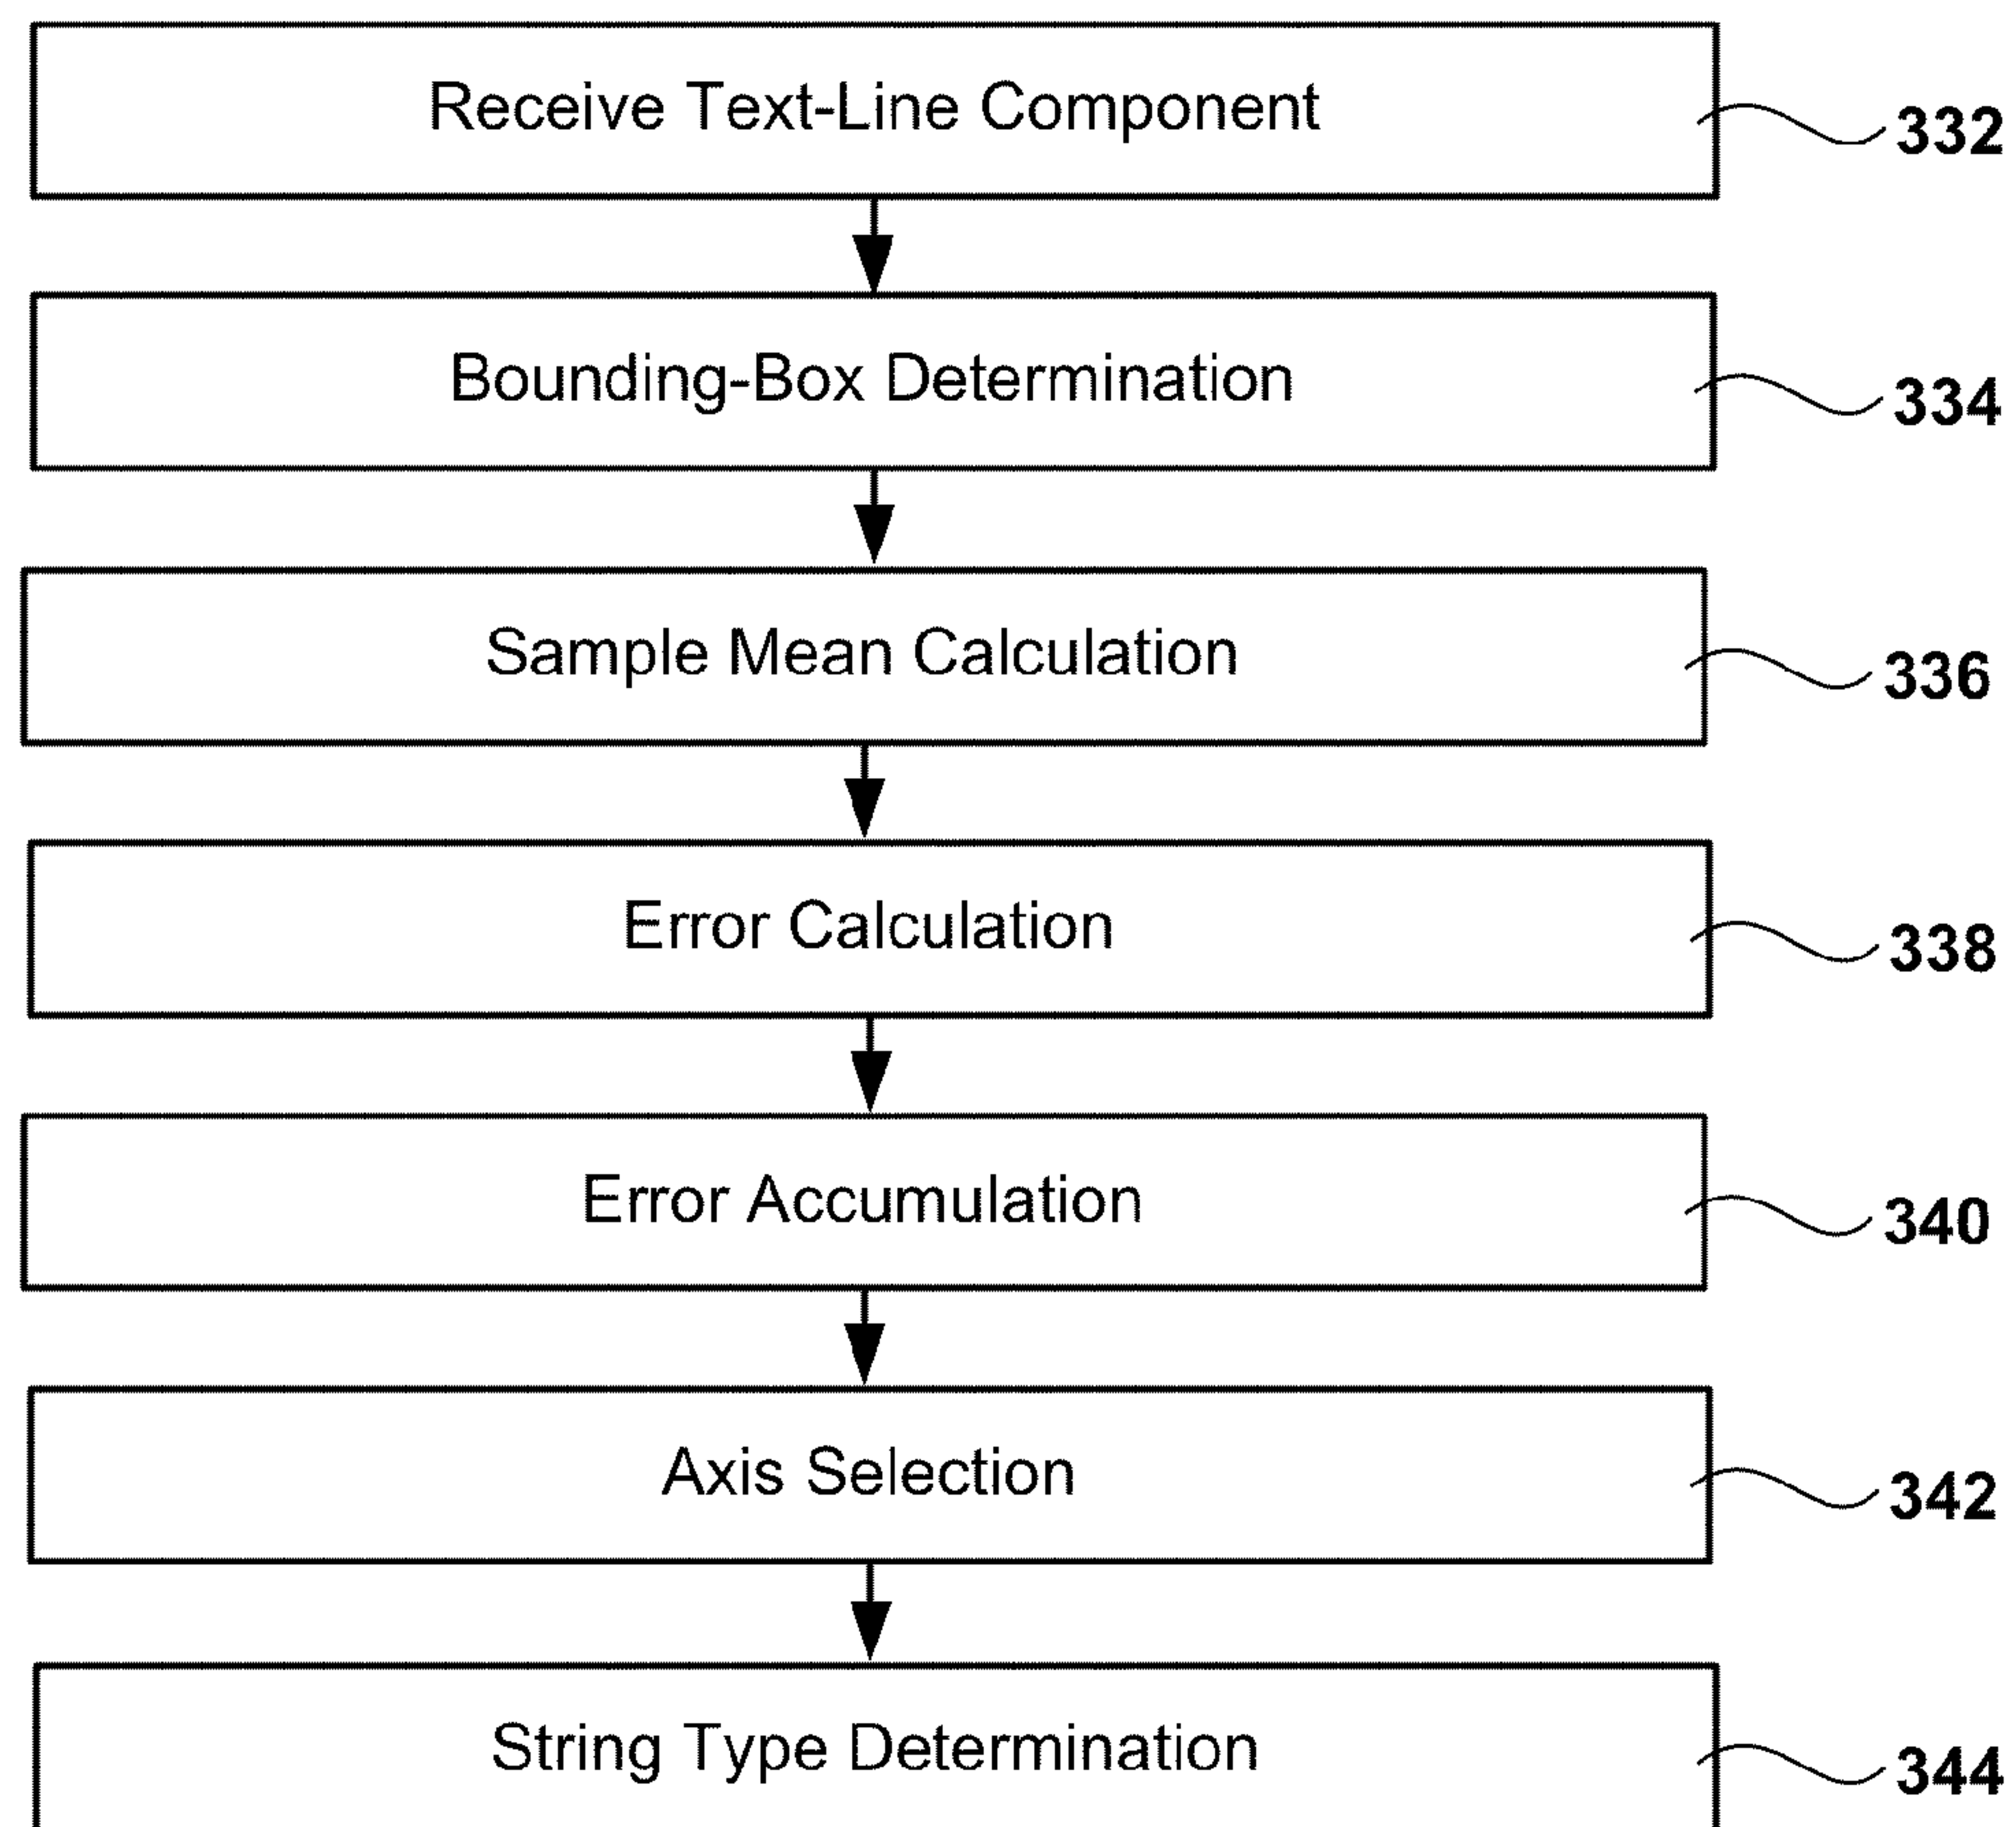 Receive Text-Line Component 332
Bounding-Box Determination 334
Sample Mean Calculation 336
Error Calculation 338
Error Accumulation 340
Axis Selection 342
String Type Determination 344